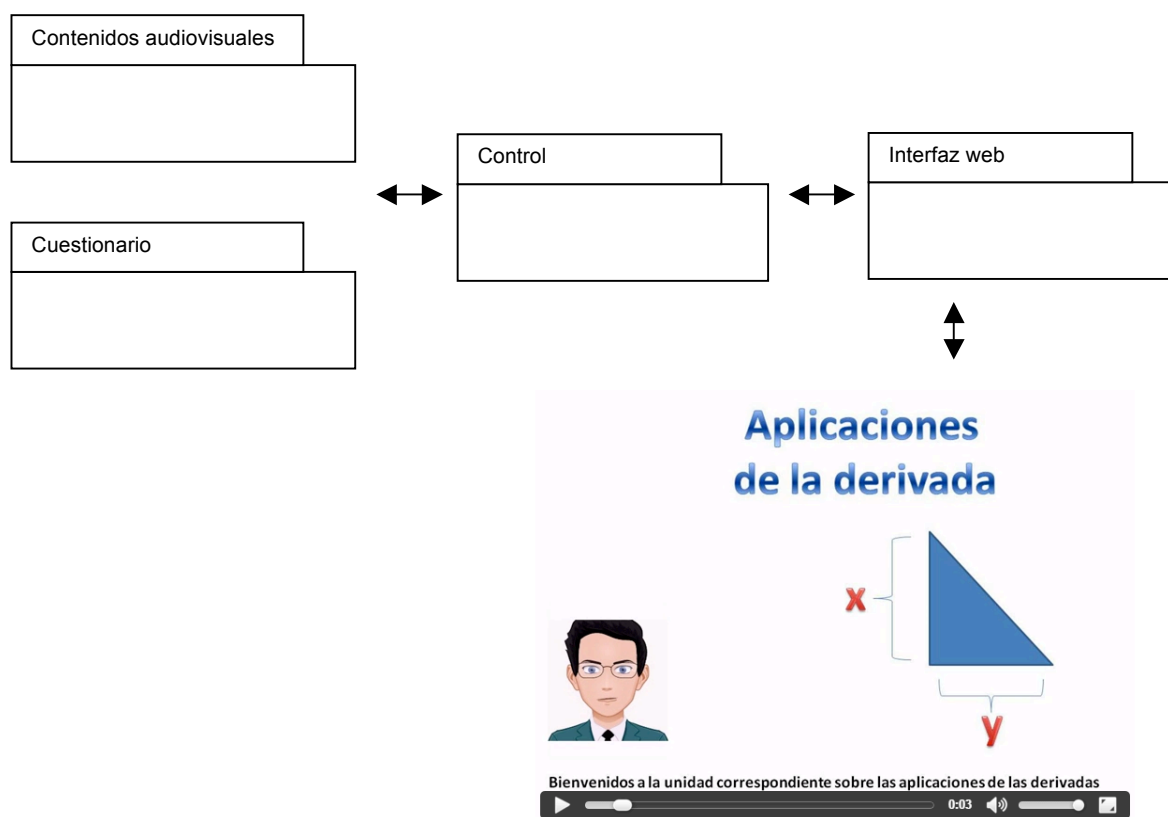 Contenidos audiovisuales
Cuestionario
Control
Interfaz web
Aplicaciones
de la derivada
x
y
Bienvenidos a la unidad correspondiente sobre las aplicaciones de las derivadas
0:03